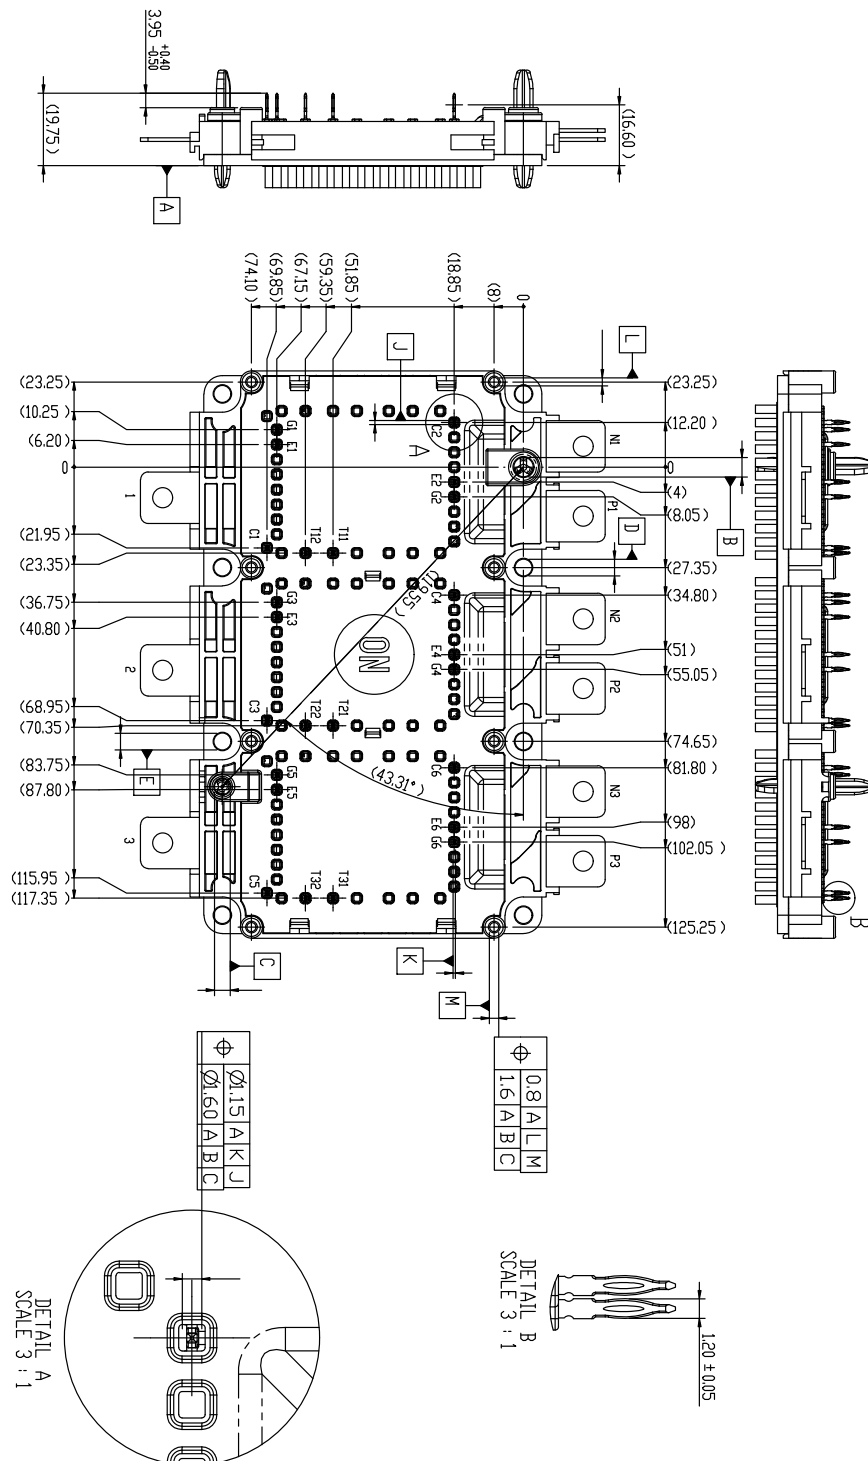 3.95 +0.40 -0.50
(19.75)
(16.60)
A
(74.10)
(69.85)
(67.15)
(59.35)
(51.85)
(18.85)
(8)
0
J
L
(23.25)
(10.25)
(6.20)
0
(21.95)
(23.35)
(36.75)
(40.80)
(68.95)
(70.35)
(83.75)
(87.80)
(115.95)
(117.35)
(23.25)
(12.20)
0
(4)
(8.05)
(27.35)
(34.80)
(51)
(55.05)
(74.65)
(81.80)
(98)
(102.05)
(125.25)
B
D
E
C
K
M
A
B
G1
E1
C1
T12
T11
C2
E2
G2
N1
P1
1
G3
E3
C3
T22
T21
C4
E4
G4
N2
P2
2
G5
E5
C5
T32
T31
C6
E6
G6
N3
P3
3
ON
(119.55)
(43.31°)
0.8 A L M
1.6 A B C
Ø1.15 A K J
Ø1.60 A B C
DETAIL B
SCALE 3 : 1
1.20 ±0.05
DETAIL A
SCALE 3 : 1